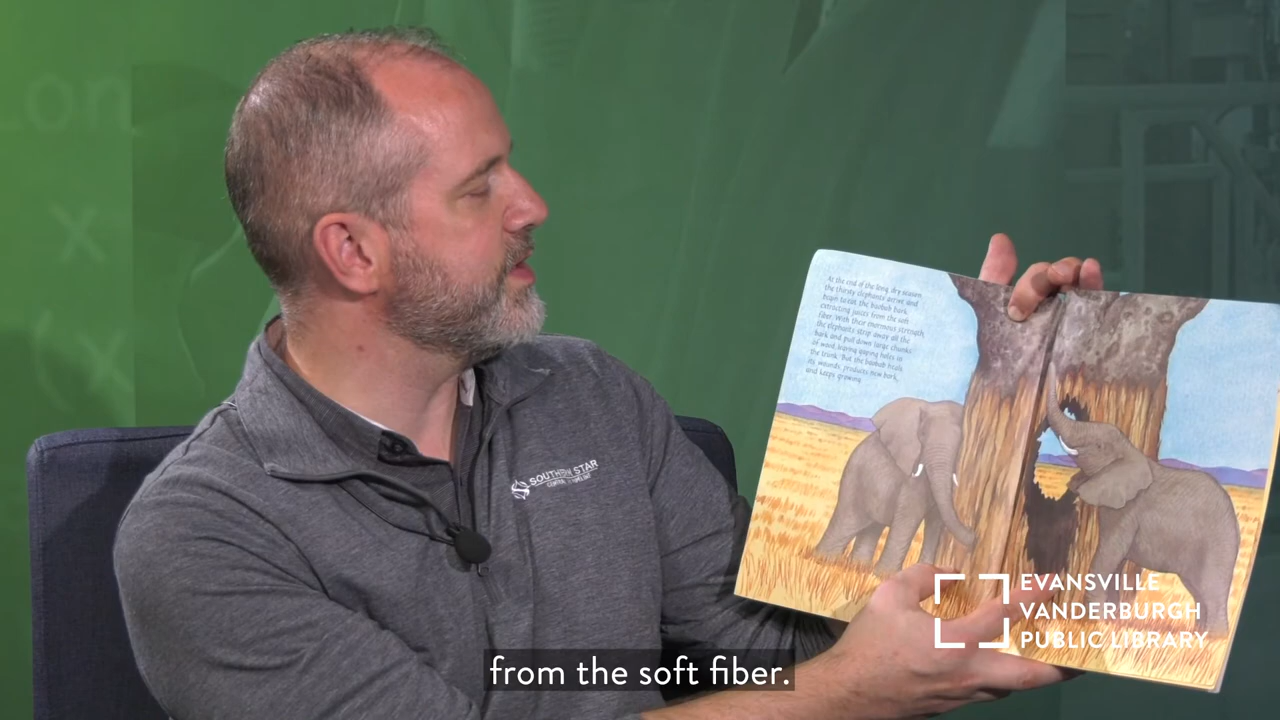 on
x
(y
At the end of the long, dry season
the thirsty elephants arrive and
begin to eat the baobab bark,
extracting juices from the soft
fiber. With their enormous strength,
the elephants strip away all the
bark and pull down large chunks
of wood, leaving gaping holes in
the trunk. But the baobab heals
its wounds, produces new bark,
and keeps growing.
SOUTHERN STAR
CENTRAL PIPELINE
EVANSVILLE
VANDERBURGH
PUBLIC LIBRARY
from the soft fiber.